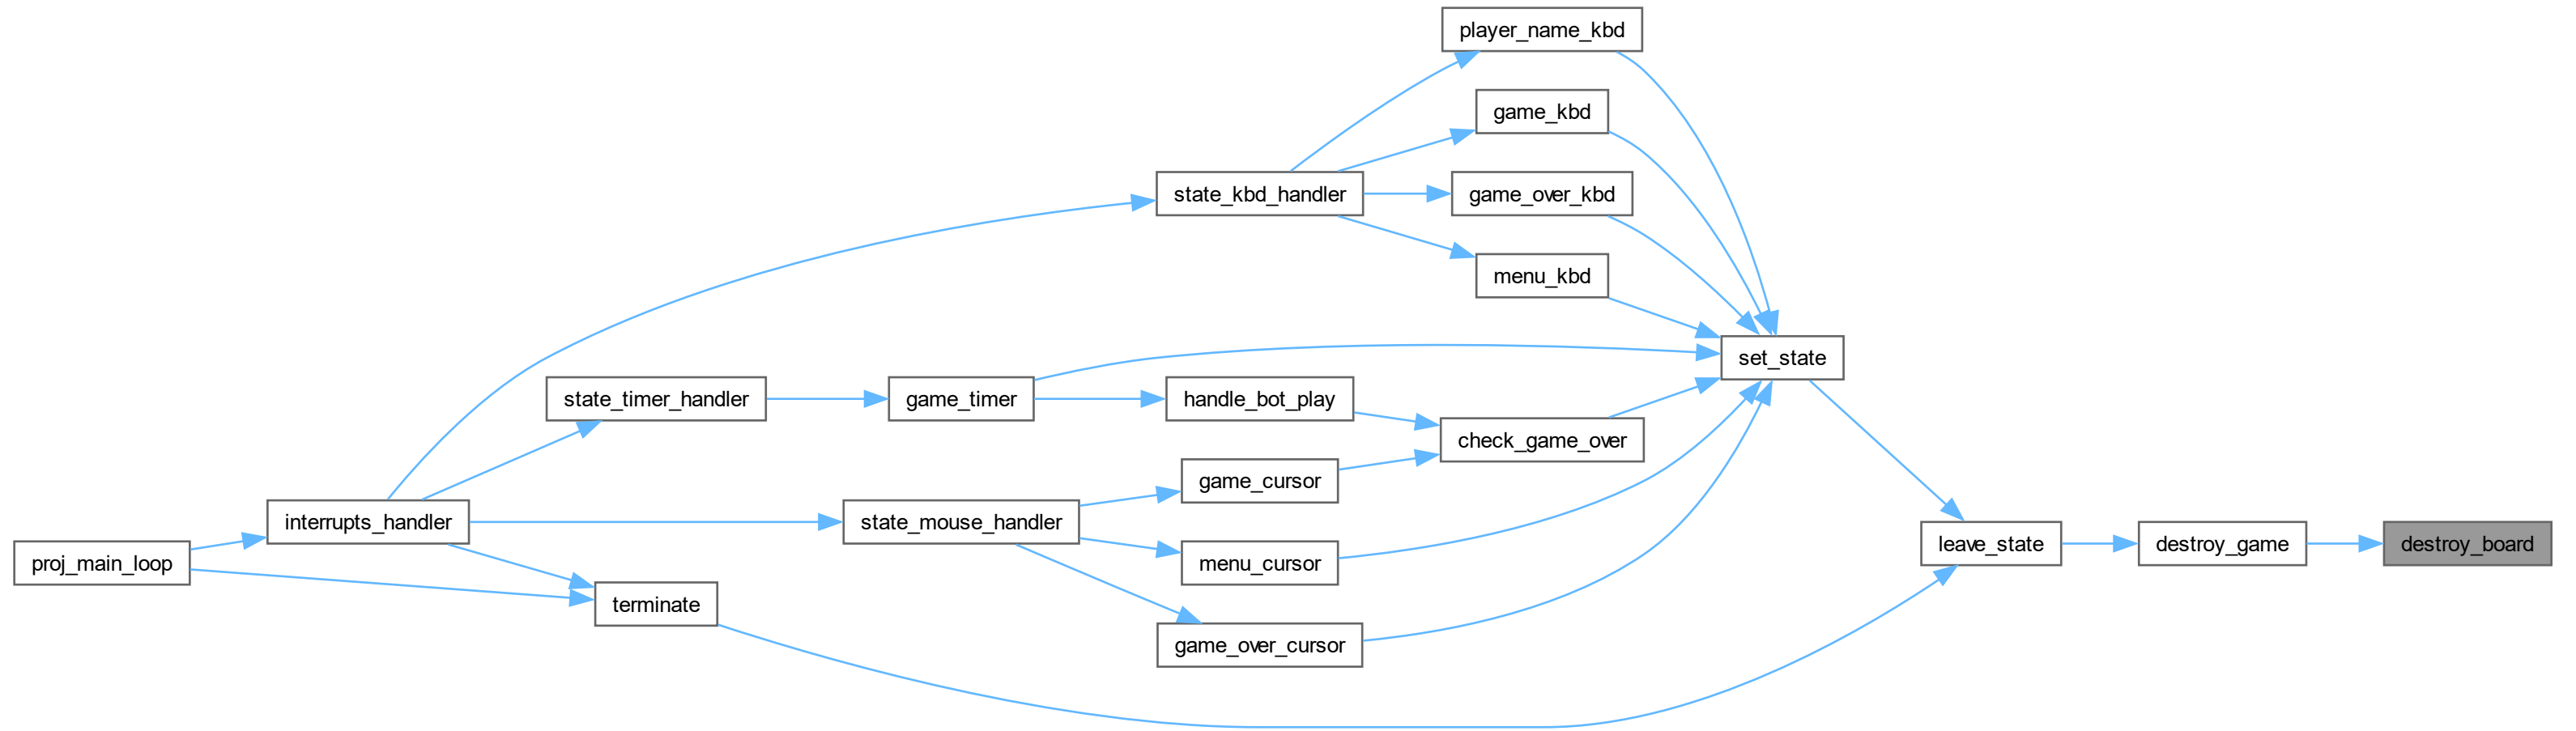 player_name_kbd
game_kbd
state_kbd_handler
game_over_kbd
menu_kbd
set_state
state_timer_handler
game_timer
handle_bot_play
check_game_over
game_cursor
interrupts_handler
state_mouse_handler
leave_state
destroy_game
destroy_board
proj_main_loop
menu_cursor
terminate
game_over_cursor